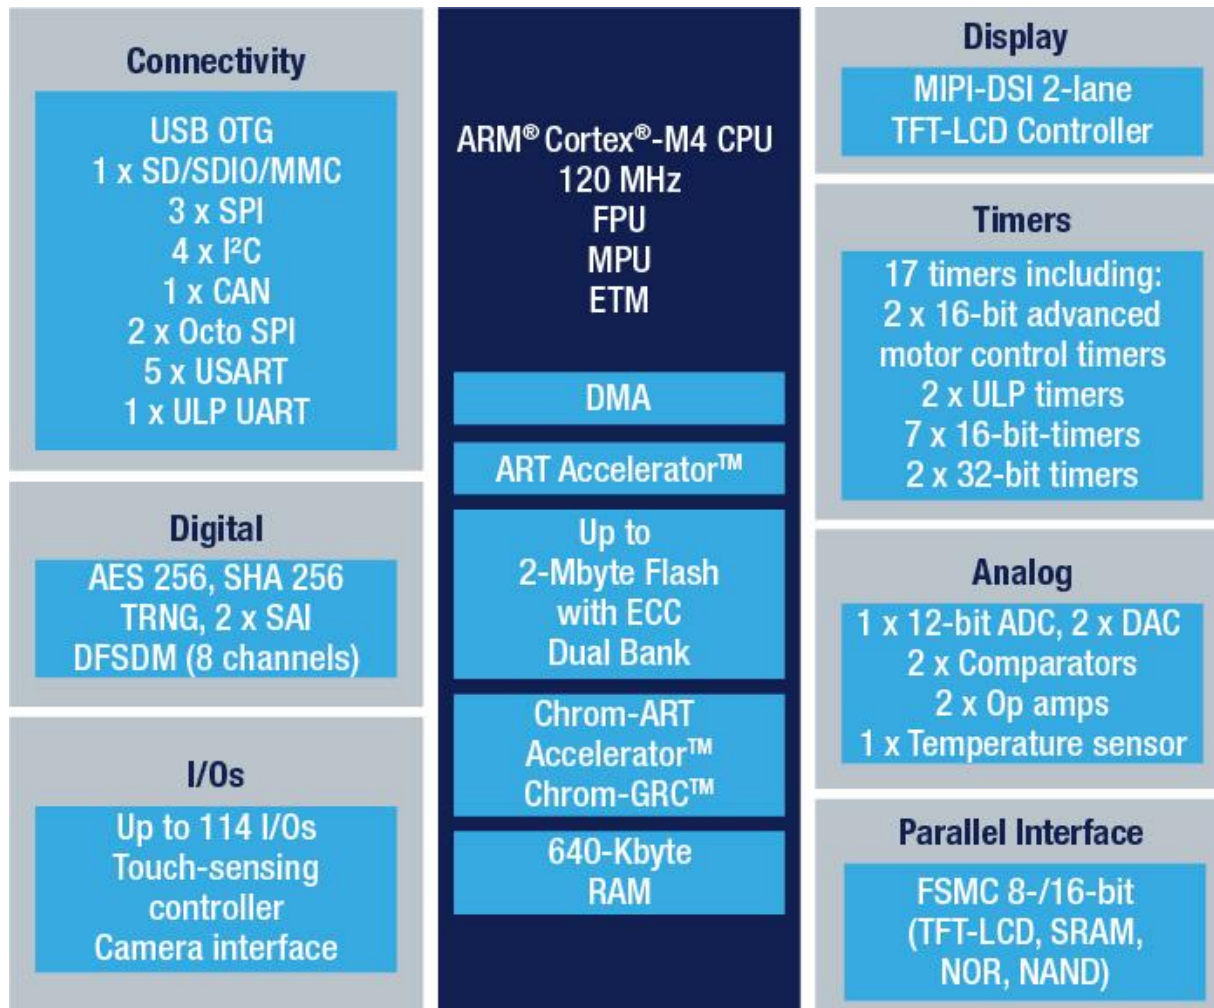 Connectivity
USB OTG
1 x SD/SDIO/MMC
3 x SPI
4 x I²C
1 x CAN
2 x Octo SPI
5 x USART
1 x ULP UART
Digital
AES 256, SHA 256
TRNG, 2 x SAI
DFSDM (8 channels)
I/Os
Up to 114 I/Os
Touch-sensing
controller
Camera interface
ARM® Cortex®-M4 CPU
120 MHz
FPU
MPU
ETM
DMA
ART Accelerator™
Up to
2-Mbyte Flash
with ECC
Dual Bank
Chrom-ART
Accelerator™
Chrom-GRC™
640-Kbyte
RAM
Display
MIPI-DSI 2-lane
TFT-LCD Controller
Timers
17 timers including:
2 x 16-bit advanced
motor control timers
2 x ULP timers
7 x 16-bit-timers
2 x 32-bit timers
Analog
1 x 12-bit ADC, 2 x DAC
2 x Comparators
2 x Op amps
1 x Temperature sensor
Parallel Interface
FSMC 8-/16-bit
(TFT-LCD, SRAM,
NOR, NAND)